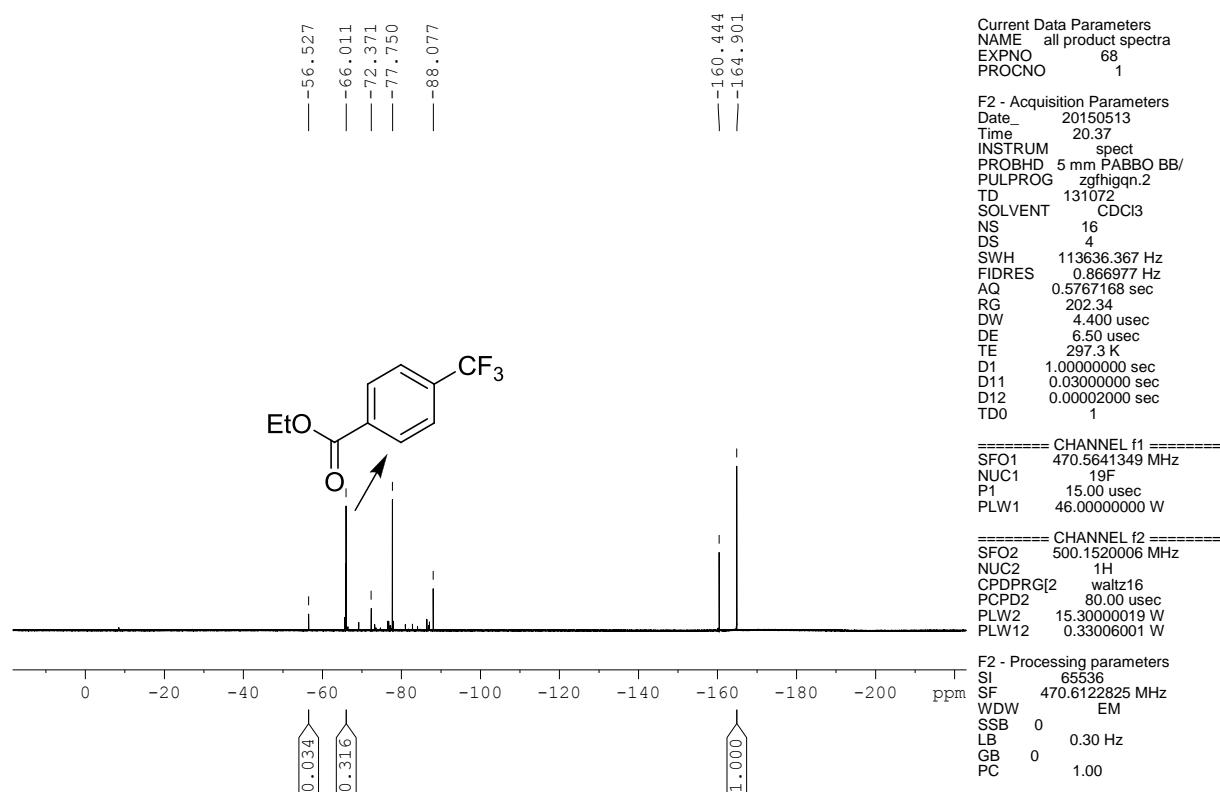 -56.527
-66.011
-72.371
-77.750
-88.077
-160.444
-164.901
CF3
EtO
O
0 -20 -40 -60 -80 -100 -120 -140 -160 -180 -200 ppm
0.034
0.316
1.000
Current Data Parameters
NAME all product spectra
EXPNO 68
PROCNO 1
F2 - Acquisition Parameters
Date_ 20150513
Time 20.37
INSTRUM spect
PROBHD 5 mm PABBO BB/
PULPROG zgfhigqn.2
TD 131072
SOLVENT CDCl3
NS 16
DS 4
SWH 113636.367 Hz
FIDRES 0.866977 Hz
AQ 0.5767168 sec
RG 202.34
DW 4.400 usec
DE 6.50 usec
TE 297.3 K
D1 1.00000000 sec
D11 0.03000000 sec
D12 0.00002000 sec
TD0 1
======== CHANNEL f1 ========
SFO1 470.5641349 MHz
NUC1 19F
P1 15.00 usec
PLW1 46.00000000 W
======== CHANNEL f2 ========
SFO2 500.1520006 MHz
NUC2 1H
CPDPRG[2 waltz16
PCPD2 80.00 usec
PLW2 15.30000019 W
PLW12 0.33006001 W
F2 - Processing parameters
SI 65536
SF 470.6122825 MHz
WDW EM
SSB 0
LB 0.30 Hz
GB 0
PC 1.00